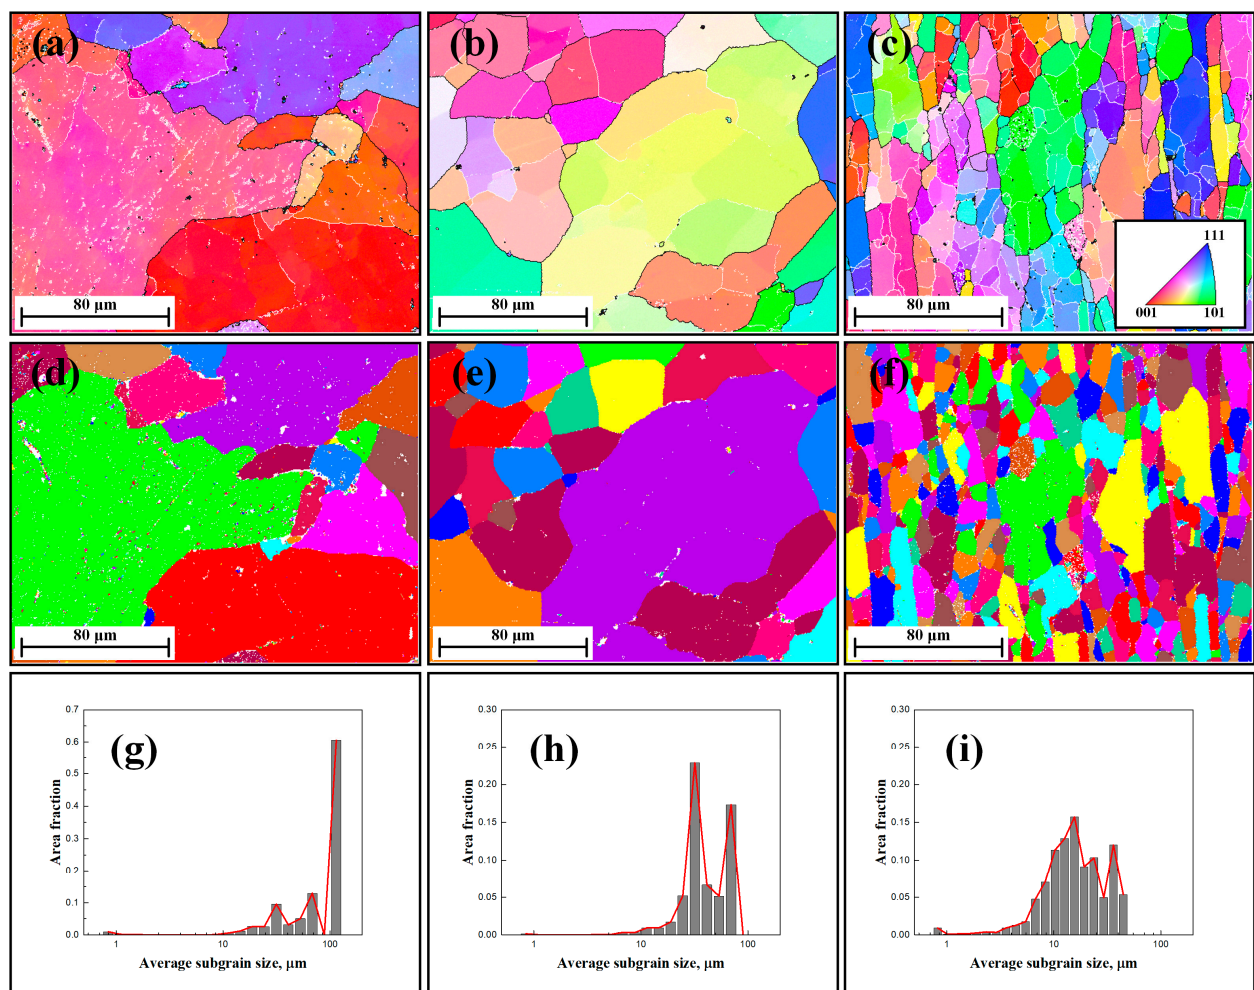 (a)
(b)
(c)
111
001
101
80 µm
80 µm
80 µm
(d)
(e)
(f)
80 µm
80 µm
80 µm
(g)
0.7
0.6
0.5
0.4
0.3
0.2
0.1
0.0
Area fraction
1
10
100
Average subgrain size, µm
(h)
0.30
0.25
0.20
0.15
0.10
0.05
0.00
Area fraction
1
10
100
Average subgrain size, µm
(i)
0.30
0.25
0.20
0.15
0.10
0.05
0.00
Area fraction
1
10
100
Average subgrain size, µm